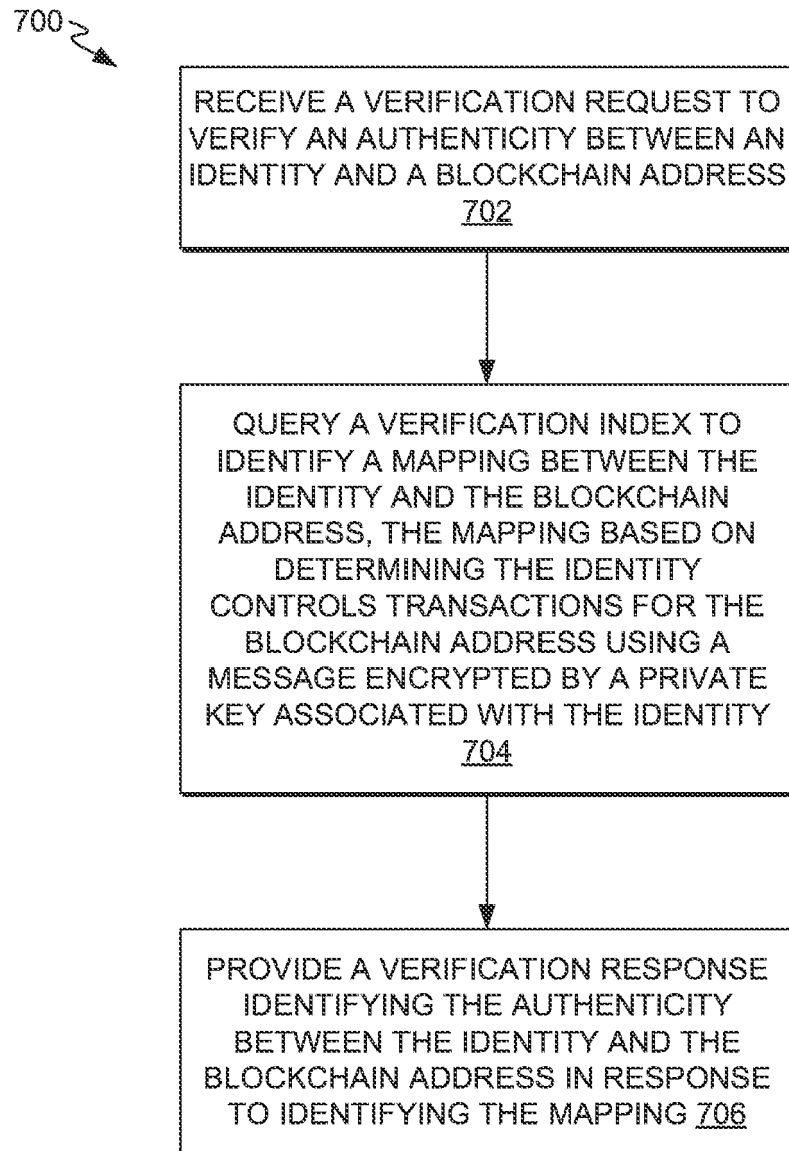 700
RECEIVE A VERIFICATION REQUEST TO
VERIFY AN AUTHENTICITY BETWEEN AN
IDENTITY AND A BLOCKCHAIN ADDRESS
702
QUERY A VERIFICATION INDEX TO
IDENTIFY A MAPPING BETWEEN THE
IDENTITY AND THE BLOCKCHAIN
ADDRESS, THE MAPPING BASED ON
DETERMINING THE IDENTITY
CONTROLS TRANSACTIONS FOR THE
BLOCKCHAIN ADDRESS USING A
MESSAGE ENCRYPTED BY A PRIVATE
KEY ASSOCIATED WITH THE IDENTITY
704
PROVIDE A VERIFICATION RESPONSE
IDENTIFYING THE AUTHENTICITY
BETWEEN THE IDENTITY AND THE
BLOCKCHAIN ADDRESS IN RESPONSE
TO IDENTIFYING THE MAPPING 706